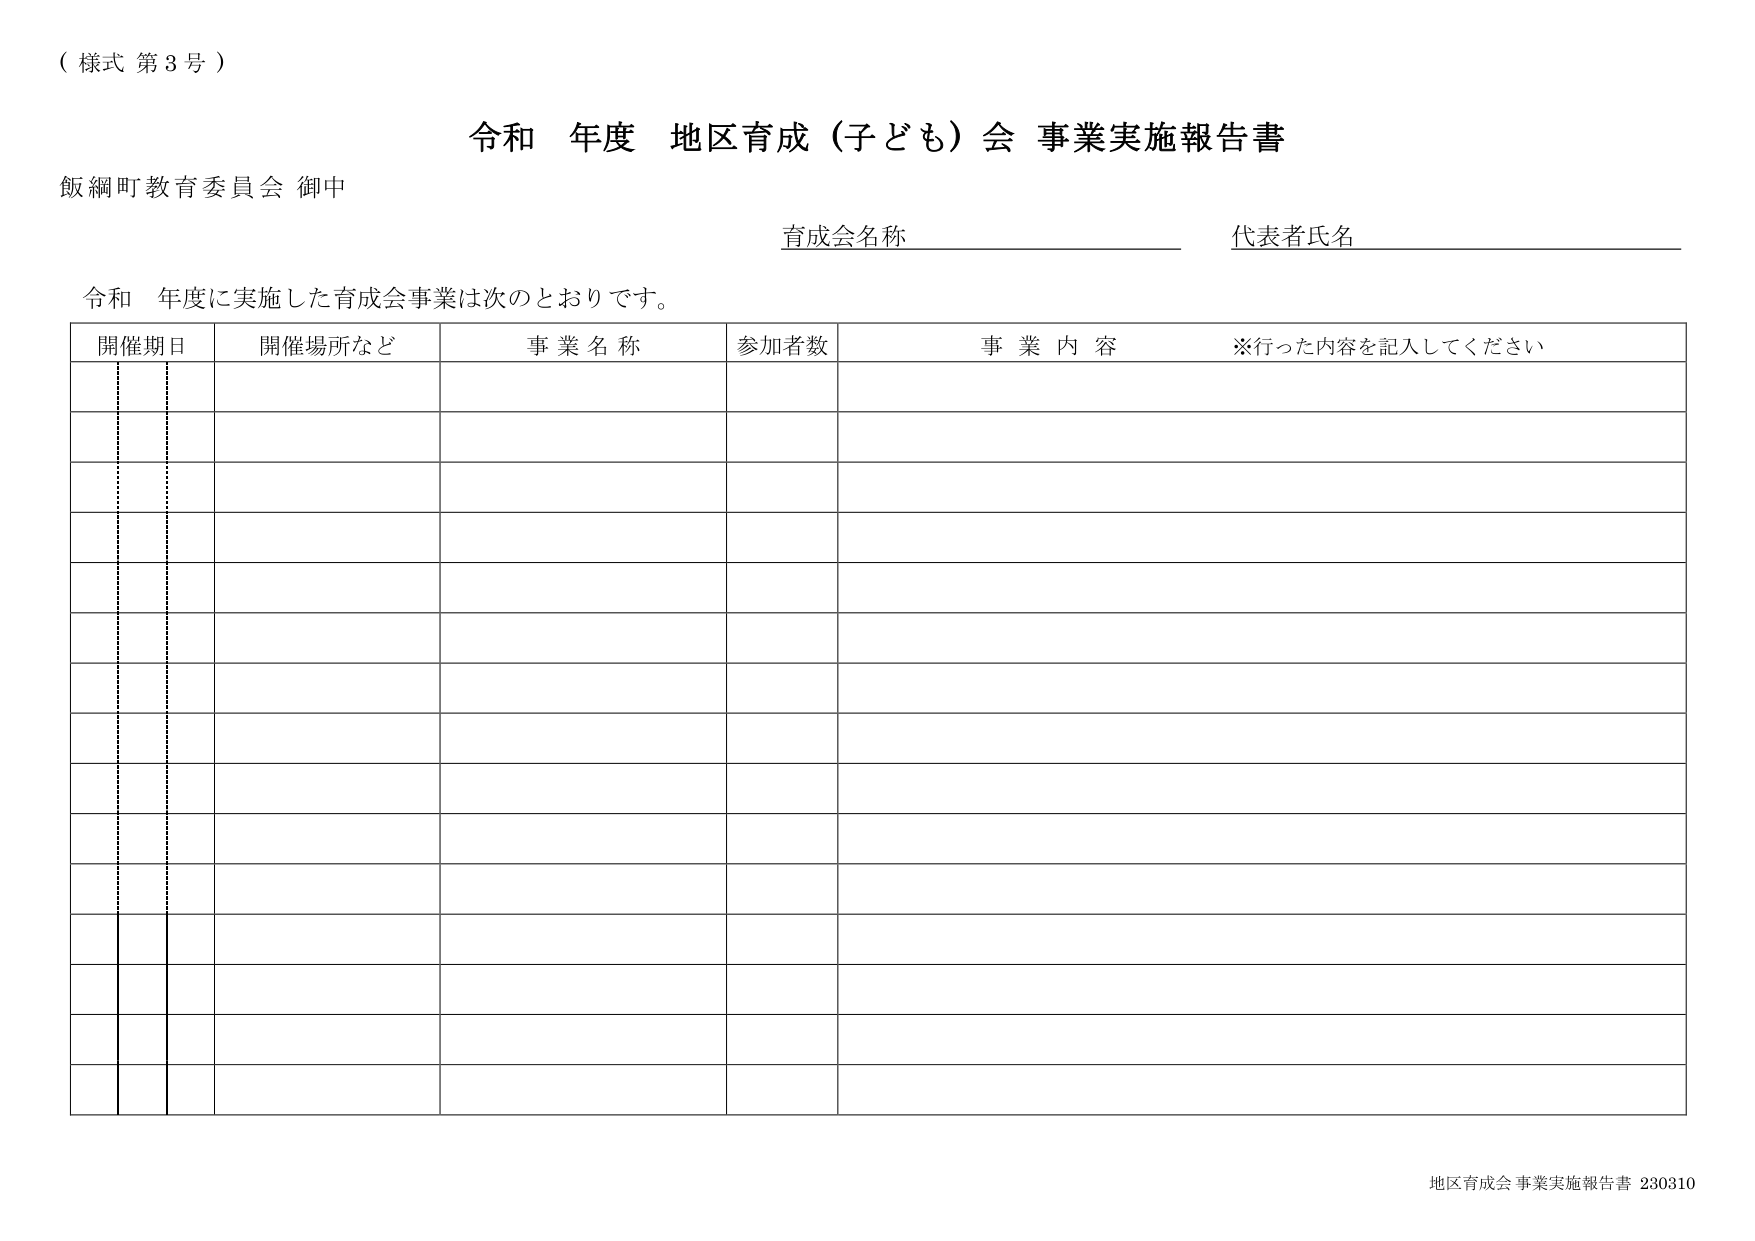 ( 様式 第３号 )
令和　年度　地区育成（子ども）会 事業実施報告書
飯綱町教育委員会 御中
育成会名称　代表者氏名
令和　年度に実施した育成会事業は次のとおりです。
開催期日　開催場所など　事 業 名 称　参加者数　事 業 内 容　※行った内容を記入してください
地区育成会 事業実施報告書 230310